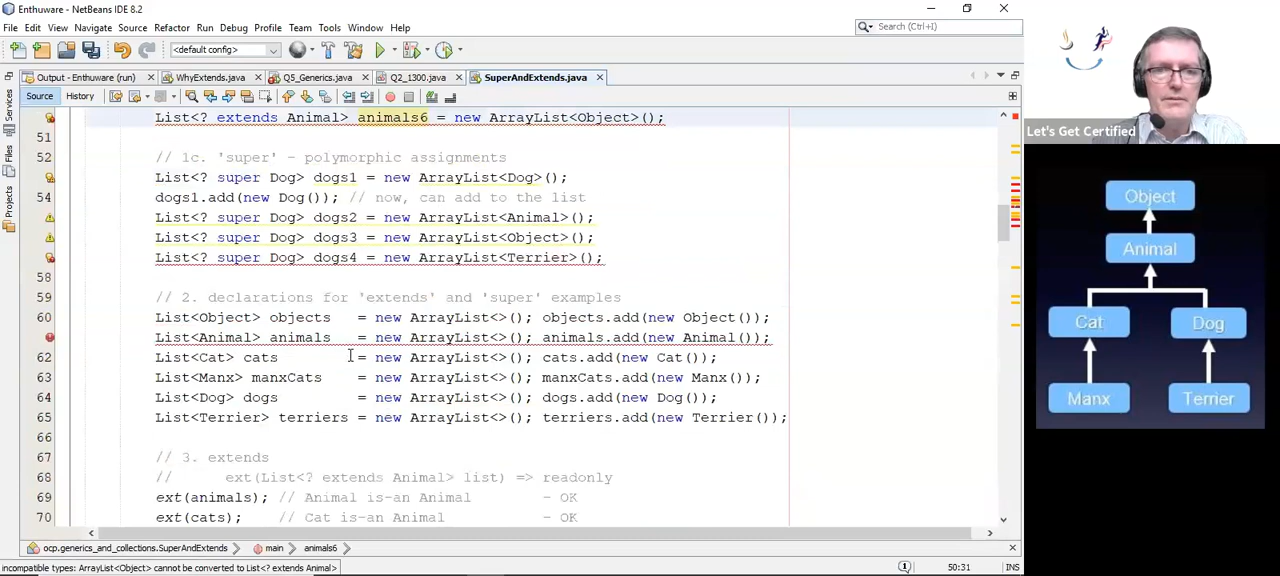 Enthuware - NetBeans IDE 8.2
File Edit View Navigate Source Refactor Run Debug Profile Team Tools Window Help
Search (Ctrl+I)
<default config>
Output - Enthuware (run) WhyExtends.java Q5_Generics.java Q2_1300.java SuperAndExtends.java
Source History
List<? extends Animal> animals6 = new ArrayList<Object>();
51
52 // 1c. 'super' - polymorphic assignments
List<? super Dog> dogs1 = new ArrayList<Dog>();
54 dogs1.add(new Dog()); // now, can add to the list
List<? super Dog> dogs2 = new ArrayList<Animal>();
List<? super Dog> dogs3 = new ArrayList<Object>();
List<? super Dog> dogs4 = new ArrayList<Terrier>();
58
59 // 2. declarations for 'extends' and 'super' examples
60 List<Object> objects = new ArrayList<>(); objects.add(new Object());
List<Animal> animals = new ArrayList<>(); animals.add(new Animal());
62 List<Cat> cats = new ArrayList<>(); cats.add(new Cat());
63 List<Manx> manxCats = new ArrayList<>(); manxCats.add(new Manx());
64 List<Dog> dogs = new ArrayList<>(); dogs.add(new Dog());
65 List<Terrier> terriers = new ArrayList<>(); terriers.add(new Terrier());
66
67 // 3. extends
68 // ext(List<? extends Animal> list) => readonly
69 ext(animals); // Animal is-an Animal - OK
70 ext(cats); // Cat is-an Animal - OK
Services
Files
Projects
ocp.generics_and_collections.SuperAndExtends main animals6
incompatible types: ArrayList<Object> cannot be converted to List<? extends Animal>
1
50:31
INS
Let's Get Certified
Object
Animal
Cat Dog
Manx Terrier